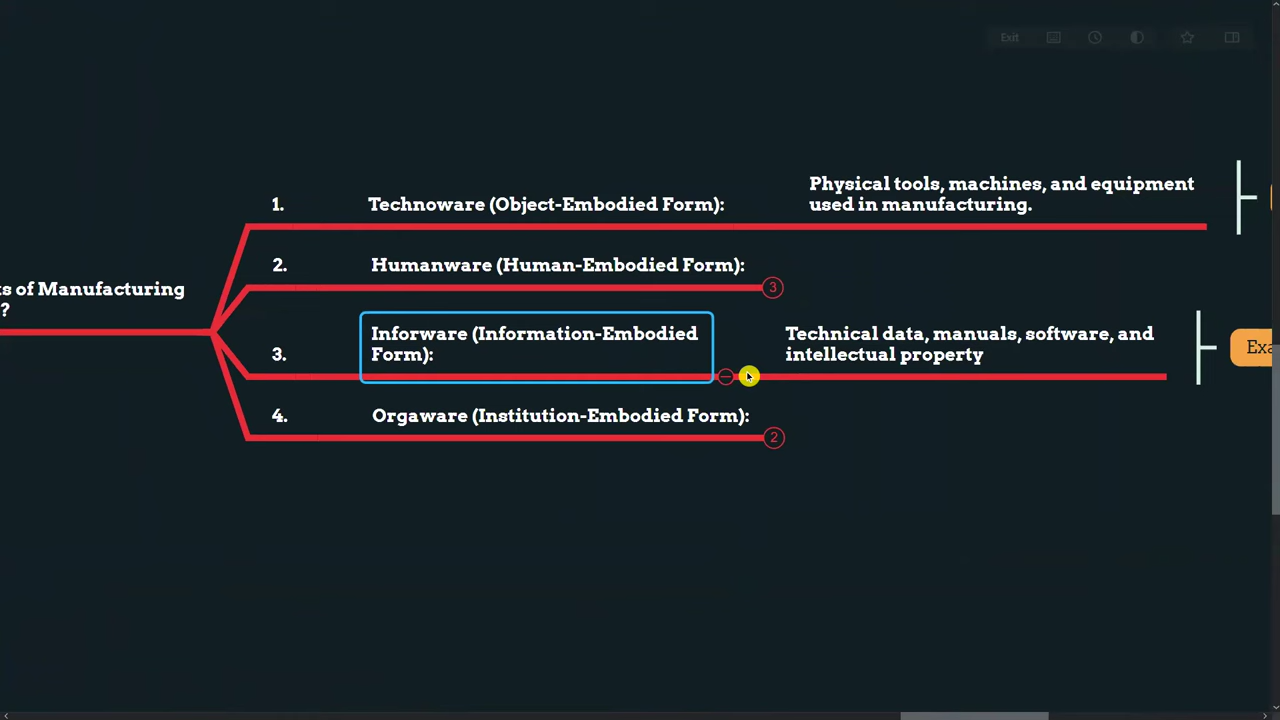 Exit
Physical tools, machines, and equipment
used in manufacturing.
1. Technoware (Object-Embodied Form):
2. Humanware (Human-Embodied Form):
3
of Manufacturing
?
Inforware (Information-Embodied
3. Form):
Technical data, manuals, software, and
intellectual property
4. Orgaware (Institution-Embodied Form):
2